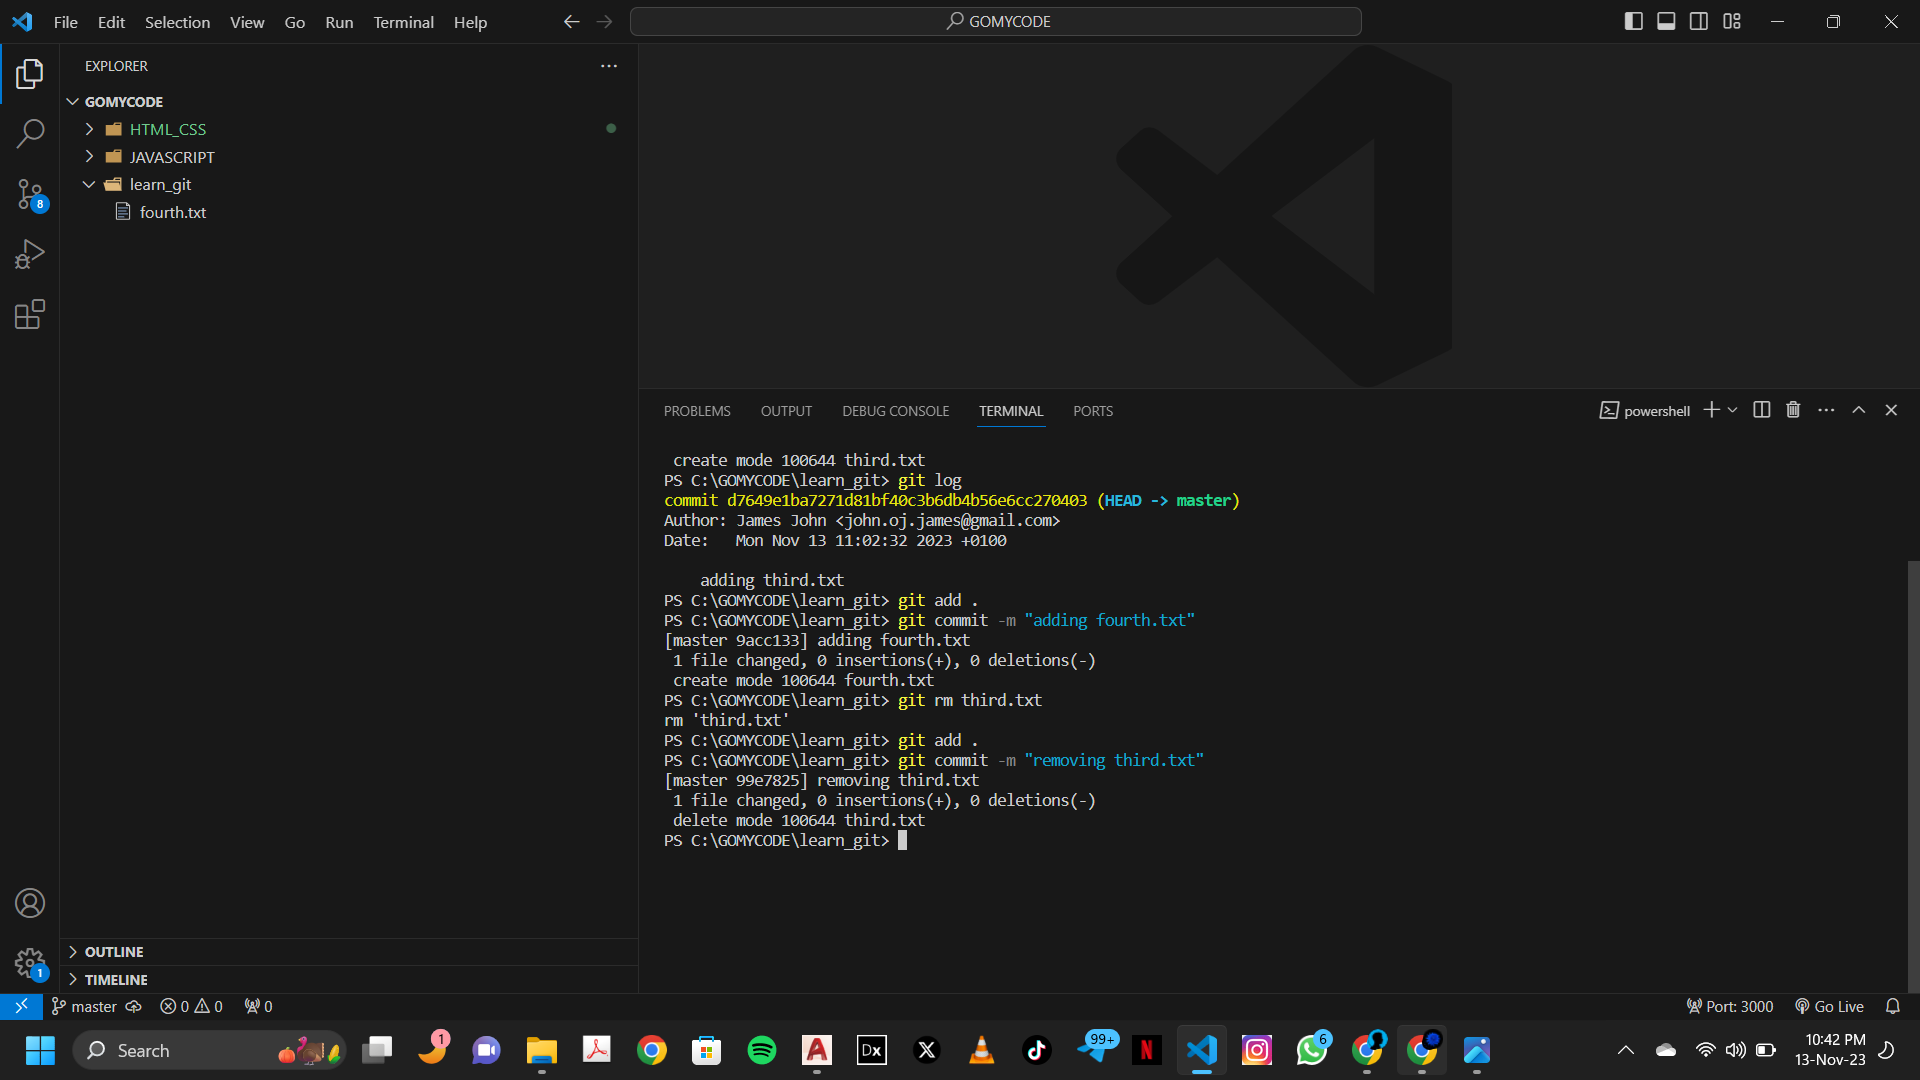 File Edit Selection View Go Run Terminal Help
GOMYCODE
EXPLORER
GOMYCODE
HTML_CSS
JAVASCRIPT
8
learn_git
fourth.txt
PROBLEMS OUTPUT DEBUG CONSOLE TERMINAL PORTS
powershell
create mode 100644 third.txt
PS C:\GOMYCODE\learn_git> git log
commit d7649e1ba7271d81bf40c3b6db4b56e6cc270403 (HEAD -> master)
Author: James John <john.oj.james@gmail.com>
Date:   Mon Nov 13 11:02:32 2023 +0100
adding third.txt
PS C:\GOMYCODE\learn_git> git add .
PS C:\GOMYCODE\learn_git> git commit -m "adding fourth.txt"
[master 9acc133] adding fourth.txt
1 file changed, 0 insertions(+), 0 deletions(-)
create mode 100644 fourth.txt
PS C:\GOMYCODE\learn_git> git rm third.txt
rm 'third.txt'
PS C:\GOMYCODE\learn_git> git add .
PS C:\GOMYCODE\learn_git> git commit -m "removing third.txt"
[master 99e7825] removing third.txt
1 file changed, 0 insertions(+), 0 deletions(-)
delete mode 100644 third.txt
PS C:\GOMYCODE\learn_git>
OUTLINE
1
TIMELINE
master 0 0 0 Port: 3000 Go Live
Search 1 Dx X 99+ N 6 10:42 PM
13-Nov-23